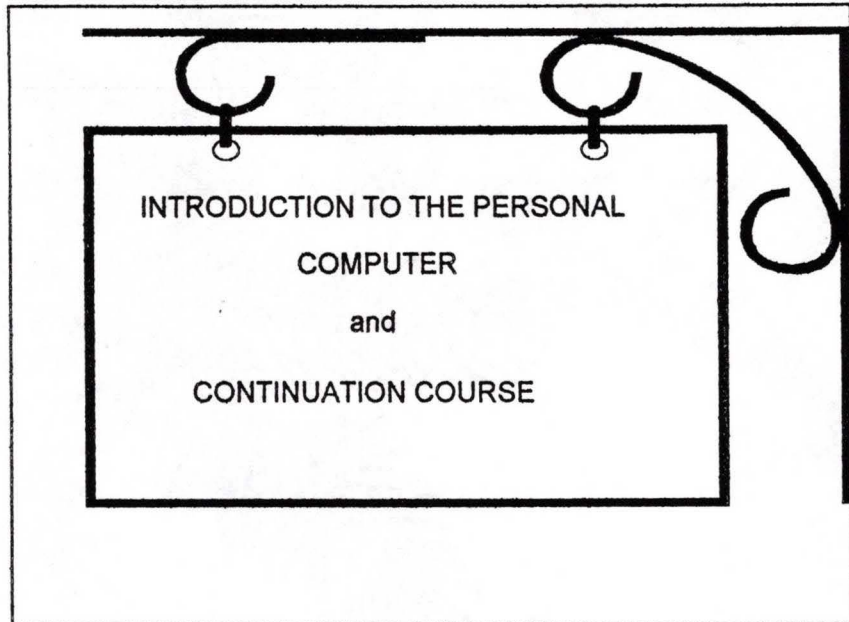 INTRODUCTION TO THE PERSONAL
COMPUTER
and
CONTINUATION COURSE